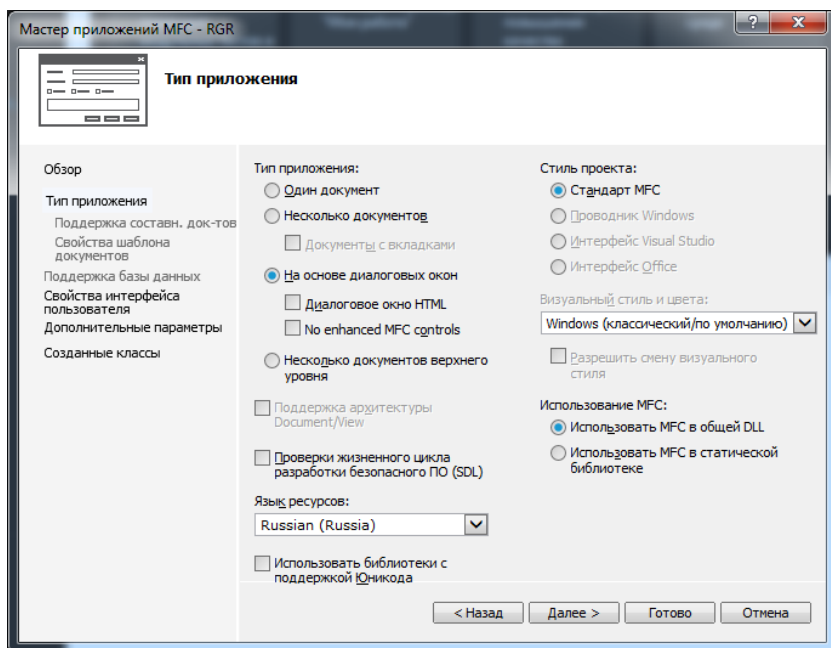 Мастер приложений MFC - RGR
Тип приложения
Обзор
Тип приложения
Поддержка составн. док-тов
Свойства шаблона
документов
Поддержка базы данных
Свойства интерфейса
пользователя
Дополнительные параметры
Созданные классы
Тип приложения:
Один документ
Несколько документов
Документы с вкладками
На основе диалоговых окон
Диалоговое окно HTML
No enhanced MFC controls
Несколько документов верхнего
уровня
Поддержка архитектуры
Document/View
Проверки жизненного цикла
разработки безопасного ПО (SDL)
Язык ресурсов:
Russian (Russia)
Использовать библиотеки с
поддержкой Юникода
Стиль проекта:
Стандарт MFC
Проводник Windows
Интерфейс Visual Studio
Интерфейс Office
Визуальный стиль и цвета:
Windows (классический/по умолчанию)
Разрешить смену визуального
стиля
Использование MFC:
Использовать MFC в общей DLL
Использовать MFC в статической
библиотеке
< Назад
Далее >
Готово
Отмена